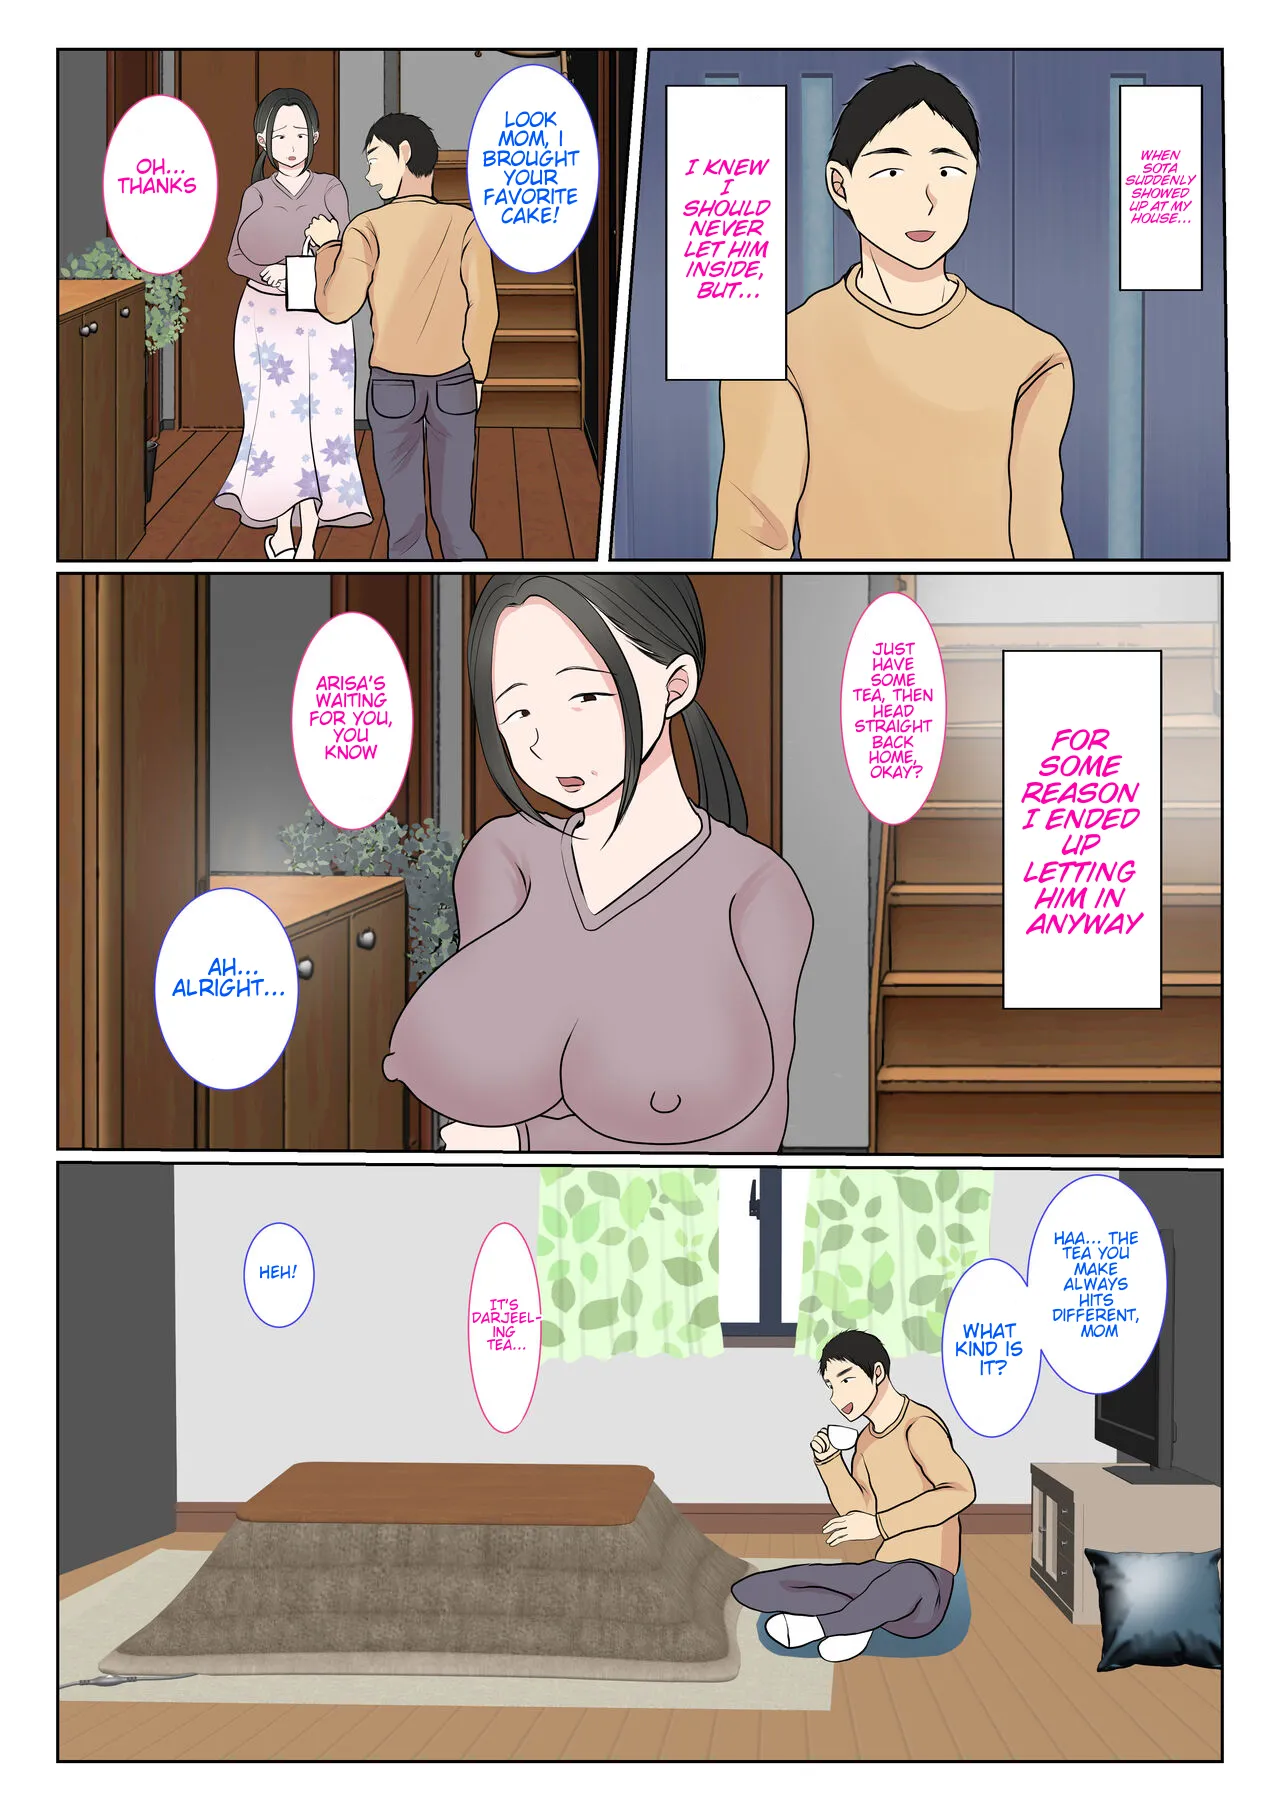 WHEN
SOTA
SUDDENLY
SHOWED
UP AT MY
HOUSE...
I KNEW
I
SHOULD
NEVER
LET HIM
INSIDE,
BUT...
LOOK
MOM, I
BROUGHT
YOUR
FAVORITE
CAKE!
OH...
THANKS
FOR
SOME
REASON
I ENDED
UP
LETTING
HIM IN
ANYWAY
JUST
HAVE
SOME
TEA, THEN
HEAD
STRAIGHT
BACK
HOME,
OKAY?
ARISA'S
WAITING
FOR YOU,
YOU
KNOW
AH...
ALRIGHT...
HAA... THE
TEA YOU
MAKE
ALWAYS
HITS
DIFFERENT,
MOM
WHAT
KIND IS
IT?
IT'S
DARJEEL-
ING
TEA...
HEH!